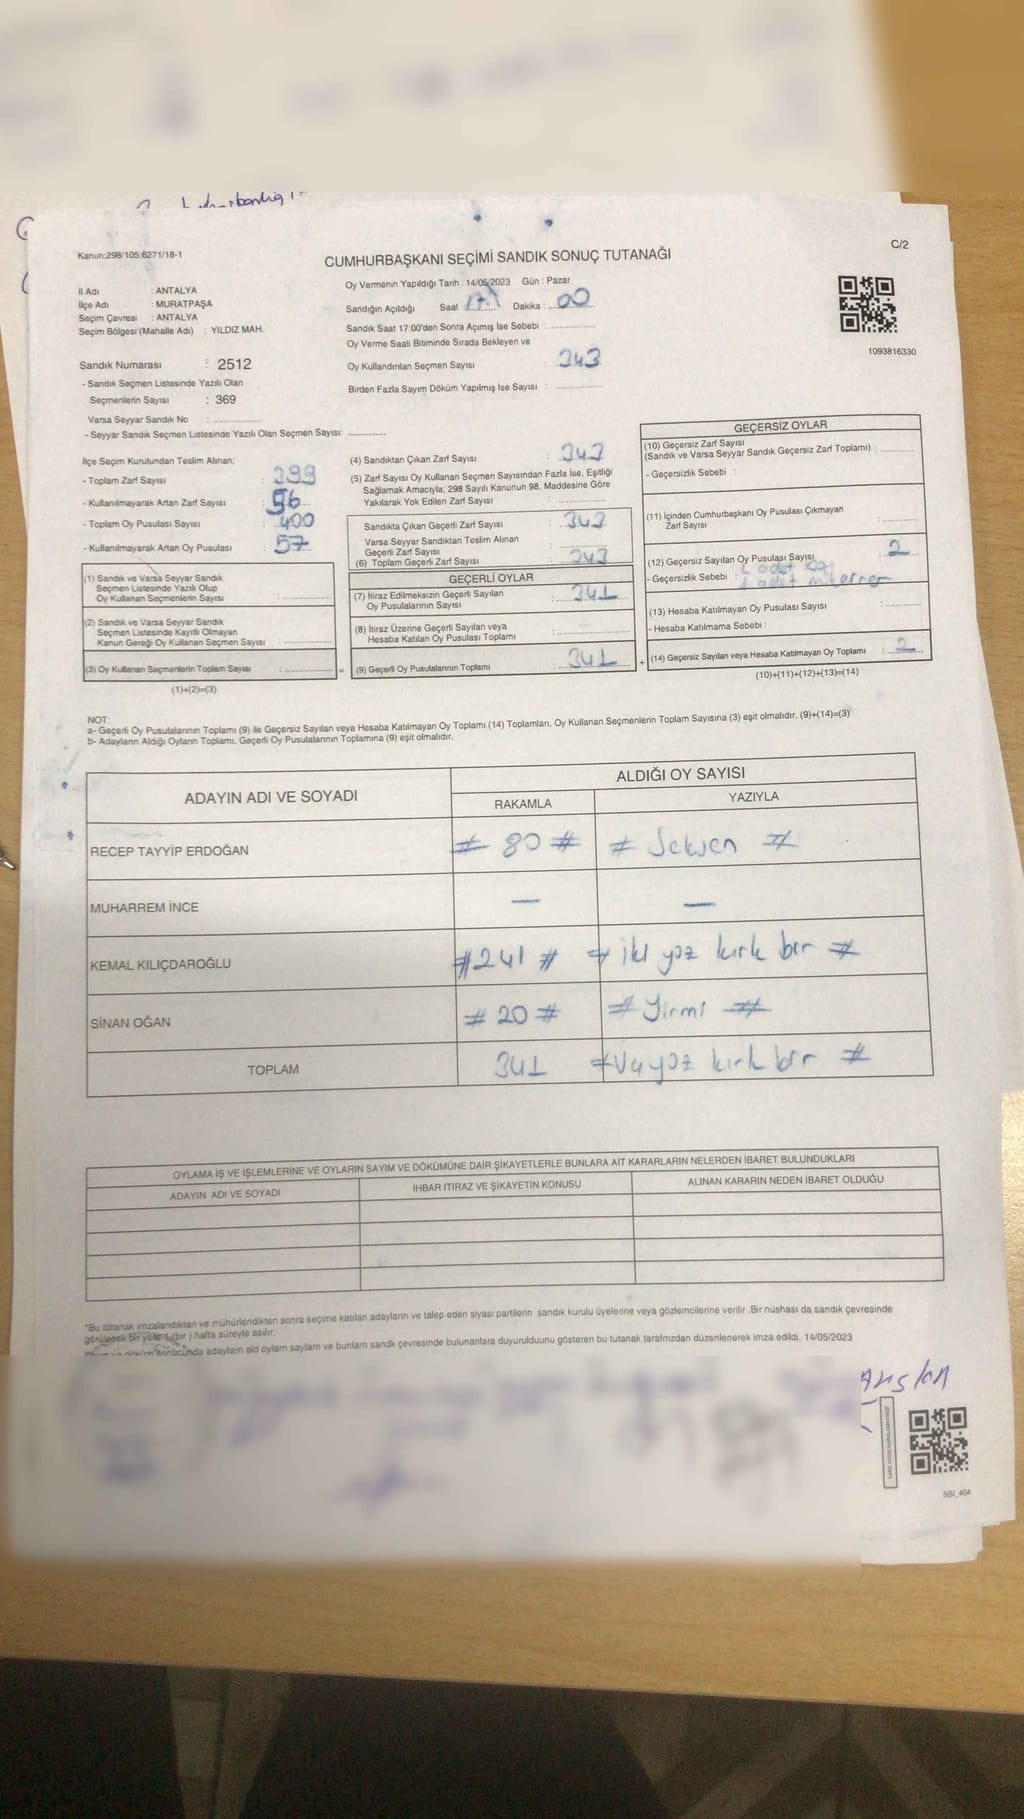 Kanun:298/105;6271/18-1
C/2
CUMHURBAŞKANI SEÇİMİ SANDIK SONUÇ TUTANAĞI
İl Adı : ANTALYA
İlçe Adı : MURATPAŞA
Seçim Çevresi : ANTALYA
Seçim Bölgesi (Mahalle Adı) : YILDIZ MAH.
Oy Vermenin Yapıldığı Tarih : 14/05/2023 Gün : Pazar
Sandığın Açıldığı Saat : 17 Dakika : 00
Sandık Saat 17:00'den Sonra Açımış İse Sebebi :
Oy Verme Saati Bitiminde Sırada Bekleyen ve
Oy Kullandırılan Seçmen Sayısı 343
Birden Fazla Sayım Döküm Yapılmış İse Sayısı :
1093816330
Sandık Numarası : 2512
- Sandık Seçmen Listesinde Yazılı Olan
Seçmenlerin Sayısı : 369
Varsa Seyyar Sandık No :
- Seyyar Sandık Seçmen Listesinde Yazılı Olan Seçmen Sayısı:
İlçe Seçim Kurulundan Teslim Alınan;
- Toplam Zarf Sayısı : 399
- Kullanılmayarak Artan Zarf Sayısı : 56
- Toplam Oy Pusulası Sayısı : 400
- Kullanılmayarak Artan Oy Pusulası : 57
(1) Sandık ve Varsa Seyyar Sandık
Seçmen Listesinde Yazılı Olup
Oy Kullanan Seçmenlerin Sayısı :
(2) Sandık ve Varsa Seyyar Sandık
Seçmen Listesinde Kayıtlı Olmayan
Kanun Gereği Oy Kullanan Seçmen Sayısı :
(3) Oy Kullanan Seçmenlerin Toplam Sayısı : =
(1)+(2)=(3)
(4) Sandıktan Çıkan Zarf Sayısı : 343
(5) Zarf Sayısı Oy Kullanan Seçmen Sayısından Fazla İse, Eşitliği
Sağlamak Amacıyla; 298 Sayılı Kanunun 98. Maddesine Göre
Yakılarak Yok Edilen Zarf Sayısı :
Sandıkta Çıkan Geçerli Zarf Sayısı : 343
Varsa Seyyar Sandıktan Teslim Alınan
Geçerli Zarf Sayısı :
(6) Toplam Geçerli Zarf Sayısı : 343
GEÇERLİ OYLAR
(7) İtiraz Edilmeksizin Geçerli Sayılan
Oy Pusulalarının Sayısı : 341
(8) İtiraz Üzerine Geçerli Sayılan veya
Hesaba Katılan Oy Pusulası Toplamı :
(9) Geçerli Oy Pusulalarının Toplamı : 341 +
GEÇERSİZ OYLAR
(10) Geçersiz Zarf Sayısı
(Sandık ve Varsa Seyyar Sandık Geçersiz Zarf Toplamı) :
- Geçersizlik Sebebi :
(11) İçinden Cumhurbaşkanı Oy Pusulası Çıkmayan
Zarf Sayısı :
(12) Geçersiz Sayılan Oy Pusulası Sayısı : 2
- Geçersizlik Sebebi : 1 adet
1 adet
(13) Hesaba Katılmayan Oy Pusulası Sayısı :
- Hesaba Katılmama Sebebi :
(14) Geçersiz Sayılan veya Hesaba Katılmayan Oy Toplamı : 2
(10)+(11)+(12)+(13)=(14)
NOT:
a- Geçerli Oy Pusulalarının Toplamı (9) ile Geçersiz Sayılan veya Hesaba Katılmayan Oy Toplamı (14) Toplamları, Oy Kullanan Seçmenlerin Toplam Sayısına (3) eşit olmalıdır. (9)+(14)=(3)
b- Adayların Aldığı Oyların Toplamı, Geçerli Oy Pusulalarının Toplamına (9) eşit olmalıdır.
ADAYIN ADI VE SOYADI ALDIĞI OY SAYISI
RAKAMLA YAZIYLA
RECEP TAYYİP ERDOĞAN # 80 # # Seksen #
MUHARREM İNCE — —
KEMAL KILIÇDAROĞLU # 241 # # iki yüz kırk bir #
SİNAN OĞAN # 20 # # Yirmi #
TOPLAM 341 # yüz kırk bir #
OYLAMA İŞ VE İŞLEMLERİNE VE OYLARIN SAYIM VE DÖKÜMÜNE DAİR ŞİKAYETLERLE BUNLARA AİT KARARLARIN NELERDEN İBARET BULUNDUKLARI
ADAYIN ADI VE SOYADI İHBAR İTİRAZ VE ŞİKAYETİN KONUSU ALINAN KARARIN NEDEN İBARET OLDUĞU
*Bu tutanak imzalandıktan ve mühürlendikten sonra seçime katılan adayların ve talep eden siyasi partilerin sandık kurulu üyelerine veya gözlemcilerine verilir .Bir nüshası da sandık çevresinde
görülecek bir yere 1 (bir ) hafta süreyle asılır.
adayların ald oyların sayların ve bunların sandk çevresinde bulunanlara duyurulduunu gösteren bu tutanak tarafmzdan düzenlenerek imza edildi. 14/05/2023
Arslan
SSI_404